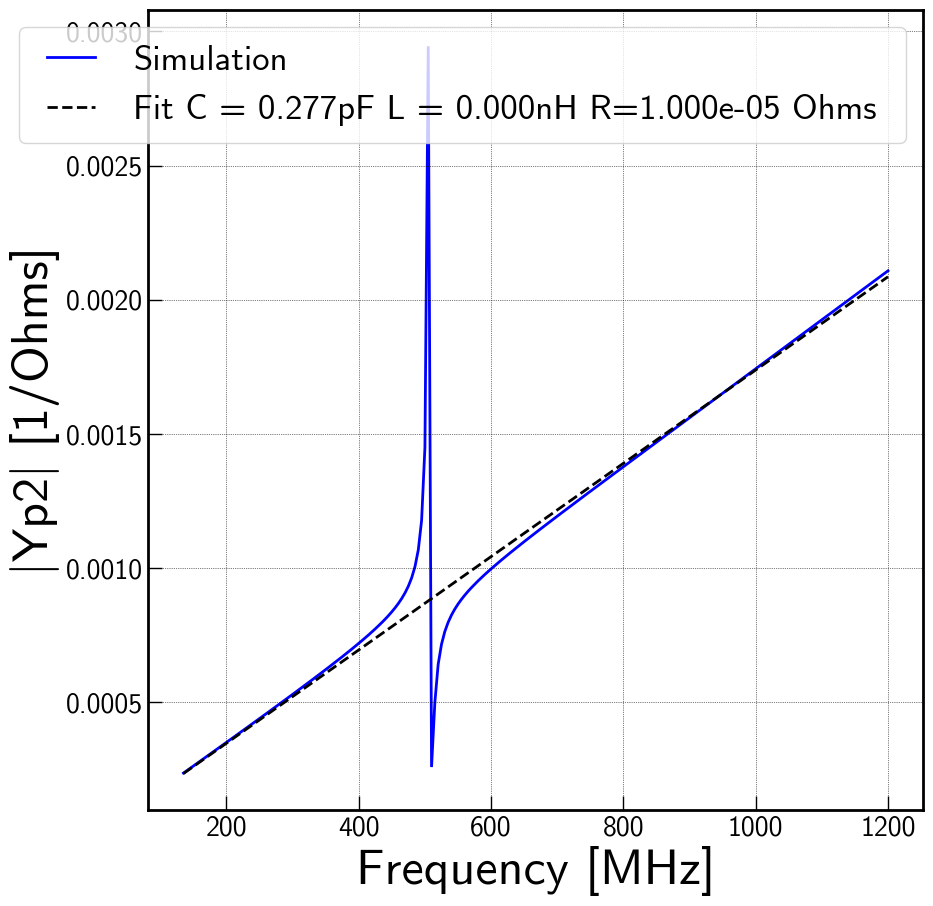 0.0030
Simulation
Fit C = 0.277pF L = 0.000nH R=1.000e-05 Ohms
0.0025
0.0020
0.0015
0.0010
0.0005
|Yp2| [1/Ohms]
200 400 600 800 1000 1200
Frequency [MHz]